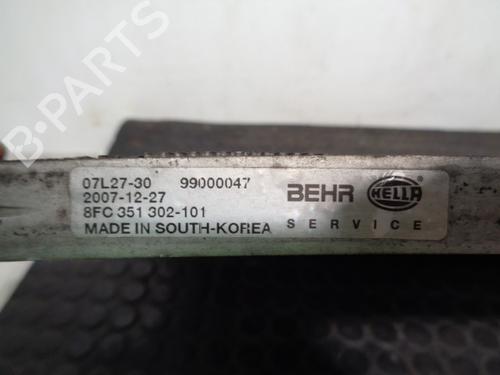 07L27-30 99000047
2007-12-27
8FC 351 302-101
MADE IN SOUTH-KOREA
BEHR HELLA
SERVICE
B-PARTS